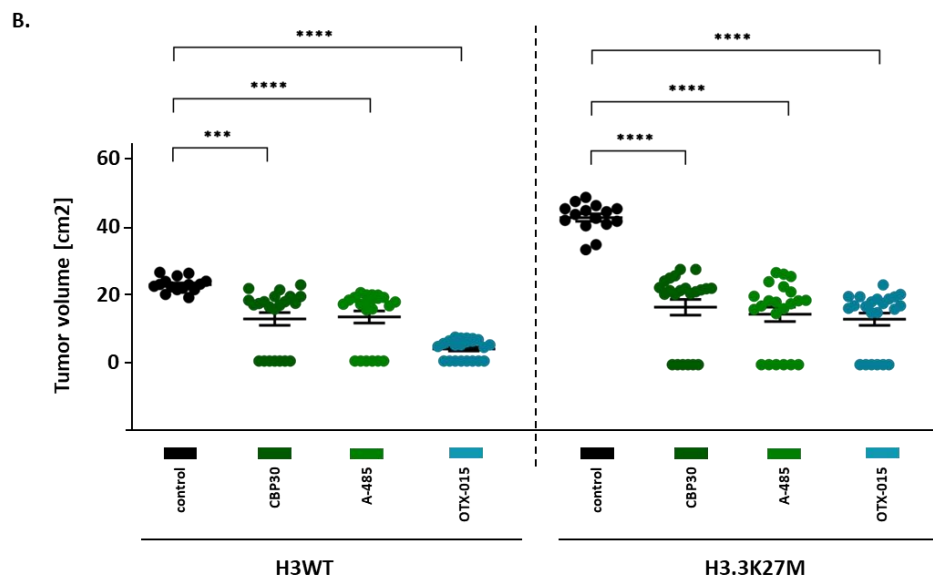 B.
**** ****
**** ****
*** ****
60
40
20
0
Tumor volume [cm2]
control CBP30 A-485 OTX-015 control CBP30 A-485 OTX-015
H3WT H3.3K27M